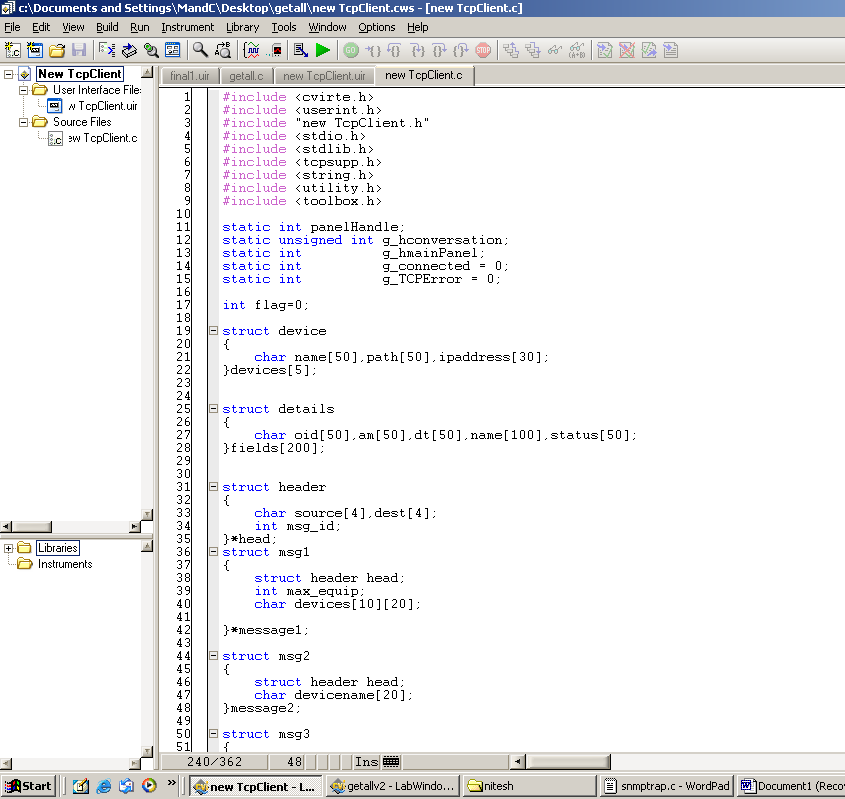 c:\Documents and Settings\MandC\Desktop\getall\new TcpClient.cws - [new TcpClient.c]
File Edit View Build Run Instrument Library Tools Window Options Help
New TcpClient
User Interface File
w TcpClient.uir
Source Files
ew TcpClient.c
Libraries
Instruments
final1.uir getall.c new TcpClient.uir new TcpClient.c
1 #include <cvirte.h>
2 #include <userint.h>
3 #include "new TcpClient.h"
4 #include <stdio.h>
5 #include <stdlib.h>
6 #include <tcpsupp.h>
7 #include <string.h>
8 #include <utility.h>
9 #include <toolbox.h>
10
11 static int panelHandle;
12 static unsigned int g_hconversation;
13 static int g_hmainPanel;
14 static int g_connected = 0;
15 static int g_TCPError = 0;
16
17 int flag=0;
18
19 struct device
20 {
21 char name[50],path[50],ipaddress[30];
22 }devices[5];
23
24
25 struct details
26 {
27 char oid[50],am[50],dt[50],name[100],status[50];
28 }fields[200];
29
30
31 struct header
32 {
33 char source[4],dest[4];
34 int msg_id;
35 }*head;
36 struct msg1
37 {
38 struct header head;
39 int max_equip;
40 char devices[10][20];
41
42 }*message1;
43
44 struct msg2
45 {
46 struct header head;
47 char devicename[20];
48 }message2;
49
50 struct msg3
51 {
240/362 48 Ins
Start new TcpClient - L... getallv2 - LabWindo... nitesh snmptrap.c - WordPad Document1 (Reco